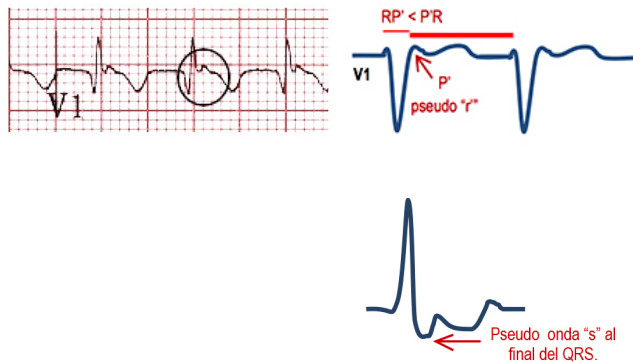 RP' < P'R
V1
V1
P'
pseudo "r'"
Pseudo onda "s" al
final del QRS.